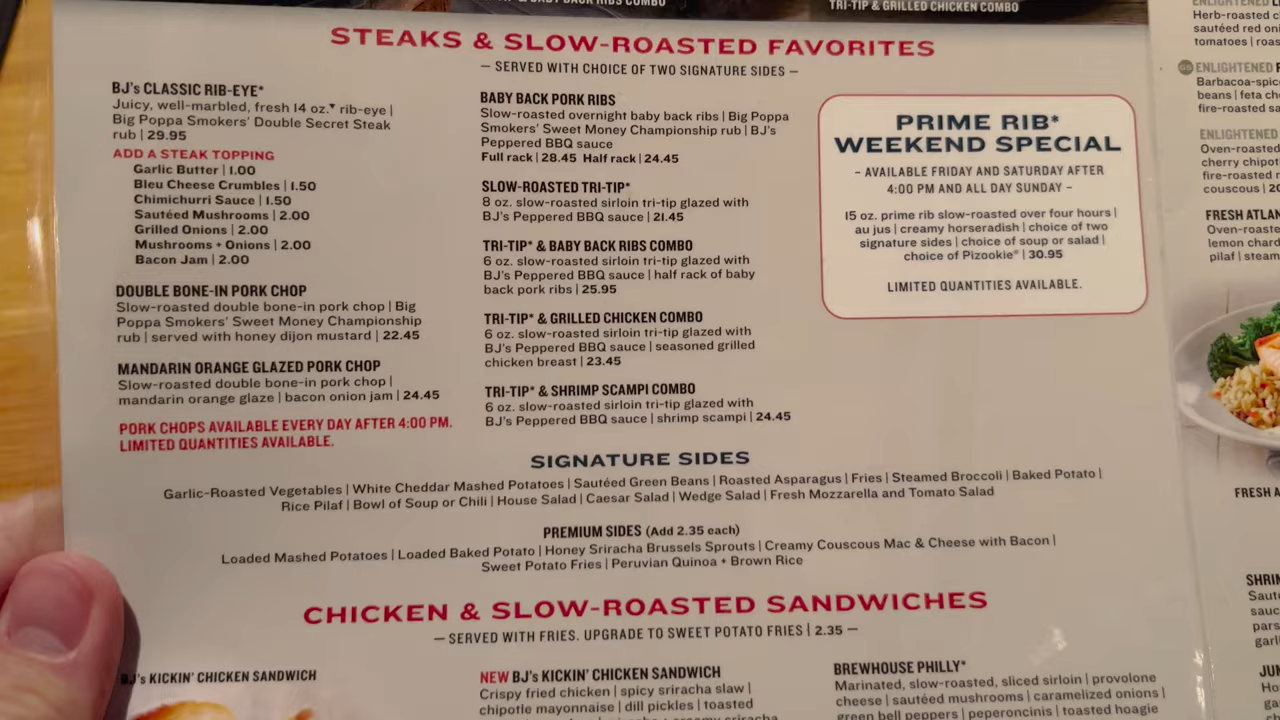 TRI-TIP & GRILLED CHICKEN COMBO
STEAKS & SLOW-ROASTED FAVORITES
— SERVED WITH CHOICE OF TWO SIGNATURE SIDES —
BJ's CLASSIC RIB-EYE*
Juicy, well-marbled, fresh 14 oz.▾ rib-eye |
Big Poppa Smokers' Double Secret Steak
rub | 29.95
ADD A STEAK TOPPING
Garlic Butter | 1.00
Bleu Cheese Crumbles | 1.50
Chimichurri Sauce | 1.50
Sautéed Mushrooms | 2.00
Grilled Onions | 2.00
Mushrooms + Onions | 2.00
Bacon Jam | 2.00
DOUBLE BONE-IN PORK CHOP
Slow-roasted double bone-in pork chop | Big
Poppa Smokers' Sweet Money Championship
rub | served with honey dijon mustard | 22.45
MANDARIN ORANGE GLAZED PORK CHOP
Slow-roasted double bone-in pork chop |
mandarin orange glaze | bacon onion jam | 24.45
PORK CHOPS AVAILABLE EVERY DAY AFTER 4:00 PM.
LIMITED QUANTITIES AVAILABLE.
BABY BACK PORK RIBS
Slow-roasted overnight baby back ribs | Big Poppa
Smokers' Sweet Money Championship rub | BJ's
Peppered BBQ sauce
Full rack | 28.45 Half rack | 24.45
SLOW-ROASTED TRI-TIP*
8 oz. slow-roasted sirloin tri-tip glazed with
BJ's Peppered BBQ sauce | 21.45
TRI-TIP* & BABY BACK RIBS COMBO
6 oz. slow-roasted sirloin tri-tip glazed with
BJ's Peppered BBQ sauce | half rack of baby
back pork ribs | 25.95
TRI-TIP* & GRILLED CHICKEN COMBO
6 oz. slow-roasted sirloin tri-tip glazed with
BJ's Peppered BBQ sauce | seasoned grilled
chicken breast | 23.45
TRI-TIP* & SHRIMP SCAMPI COMBO
6 oz. slow-roasted sirloin tri-tip glazed with
BJ's Peppered BBQ sauce | shrimp scampi | 24.45
PRIME RIB*
WEEKEND SPECIAL
– AVAILABLE FRIDAY AND SATURDAY AFTER
4:00 PM AND ALL DAY SUNDAY –
15 oz. prime rib slow-roasted over four hours |
au jus | creamy horseradish | choice of two
signature sides | choice of soup or salad |
choice of Pizookie® | 30.95
LIMITED QUANTITIES AVAILABLE.
SIGNATURE SIDES
Garlic-Roasted Vegetables | White Cheddar Mashed Potatoes | Sautéed Green Beans | Roasted Asparagus | Fries | Steamed Broccoli | Baked Potato |
Rice Pilaf | Bowl of Soup or Chili | House Salad | Caesar Salad | Wedge Salad | Fresh Mozzarella and Tomato Salad
PREMIUM SIDES (Add 2.35 each)
Loaded Mashed Potatoes | Loaded Baked Potato | Honey Sriracha Brussels Sprouts | Creamy Couscous Mac & Cheese with Bacon |
Sweet Potato Fries | Peruvian Quinoa + Brown Rice
CHICKEN & SLOW-ROASTED SANDWICHES
— SERVED WITH FRIES. UPGRADE TO SWEET POTATO FRIES | 2.35 —
BJ's KICKIN' CHICKEN SANDWICH
NEW BJ's KICKIN' CHICKEN SANDWICH
Crispy fried chicken | spicy sriracha slaw |
chipotle mayonnaise | dill pickles | toasted
BREWHOUSE PHILLY*
Marinated, slow-roasted, sliced sirloin | provolone
cheese | sautéed mushrooms | caramelized onions |
green bell peppers | peperoncinis | toasted hoagie
Herb-roasted
sautéed red
tomatoes |
ENLIGHTENED
beans | feta
fire-roasted
ENLIGHTENED
Oven-roasted
cherry
fire-roasted
couscous |
FRESH
lemon
pilaf |
FRESH